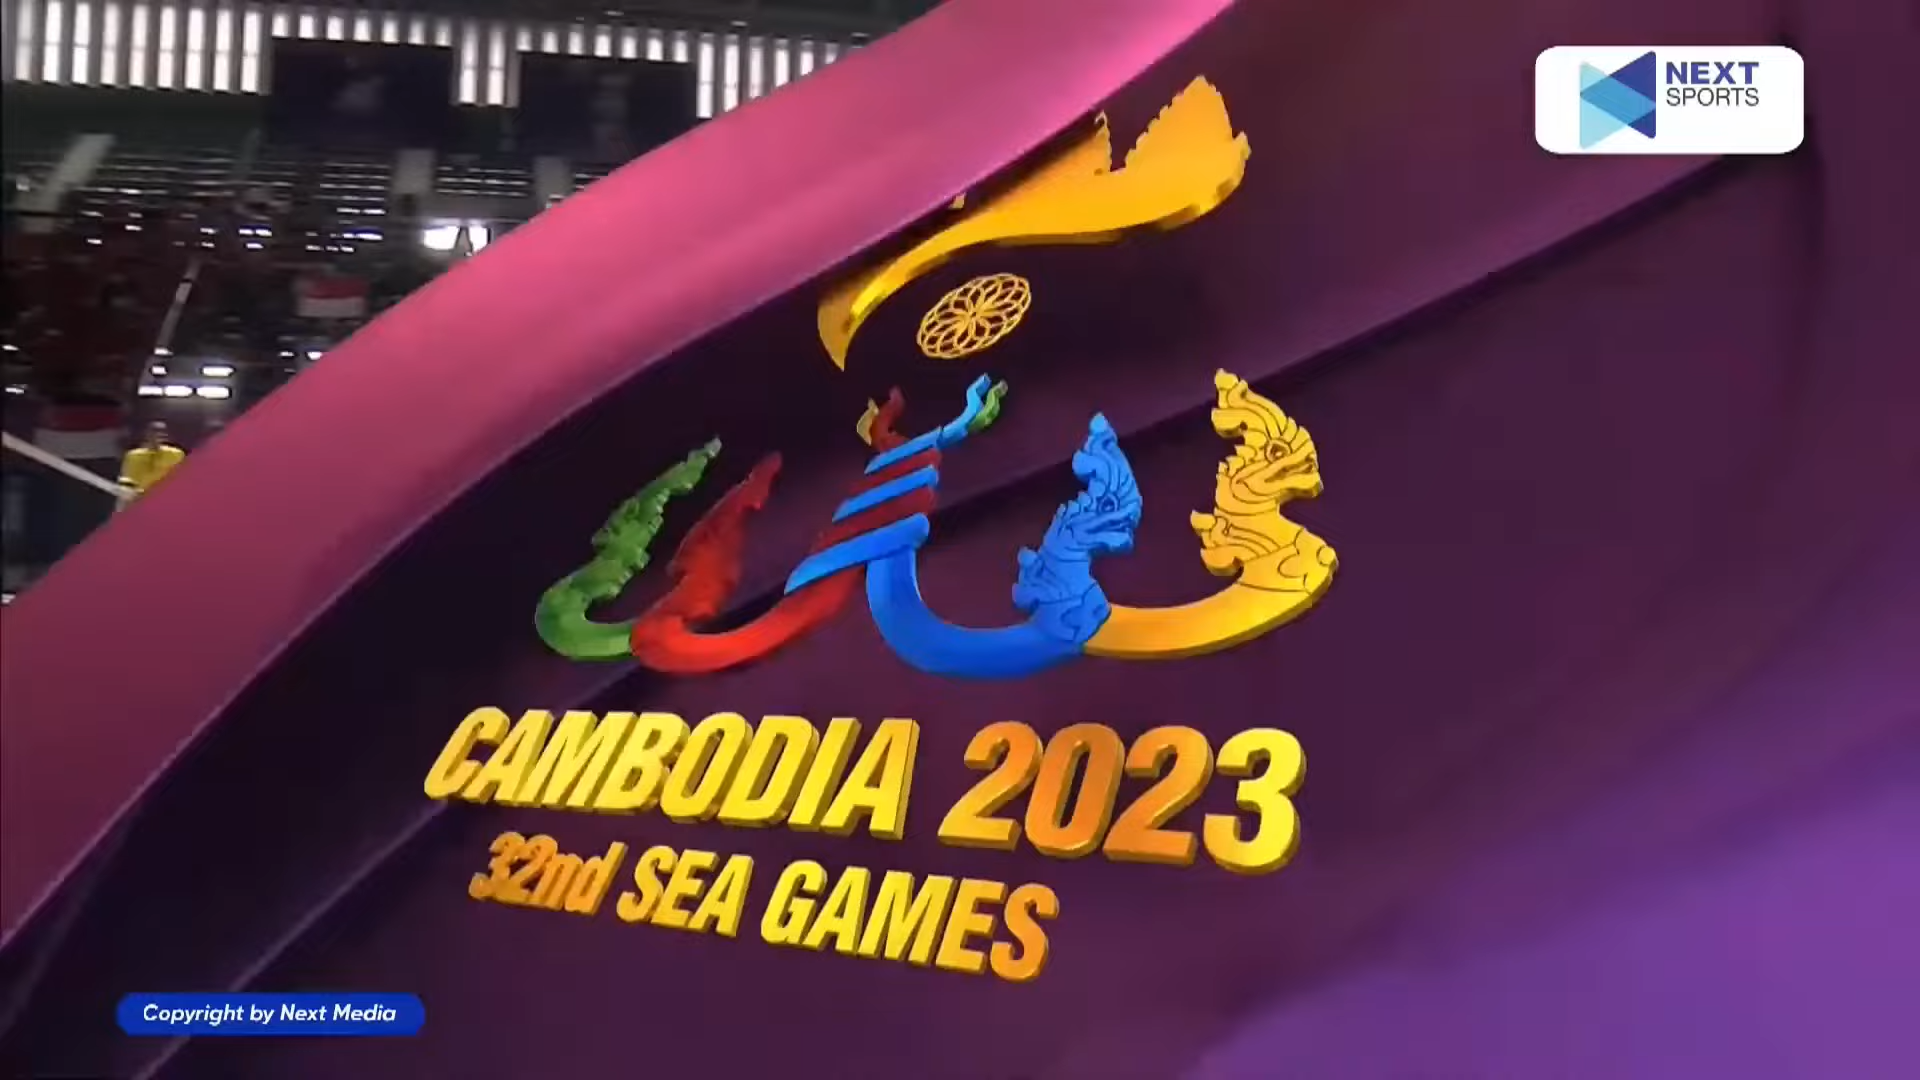 NEXT
SPORTS
CAMBODIA 2023
32nd SEA GAMES
Copyright by Next Media